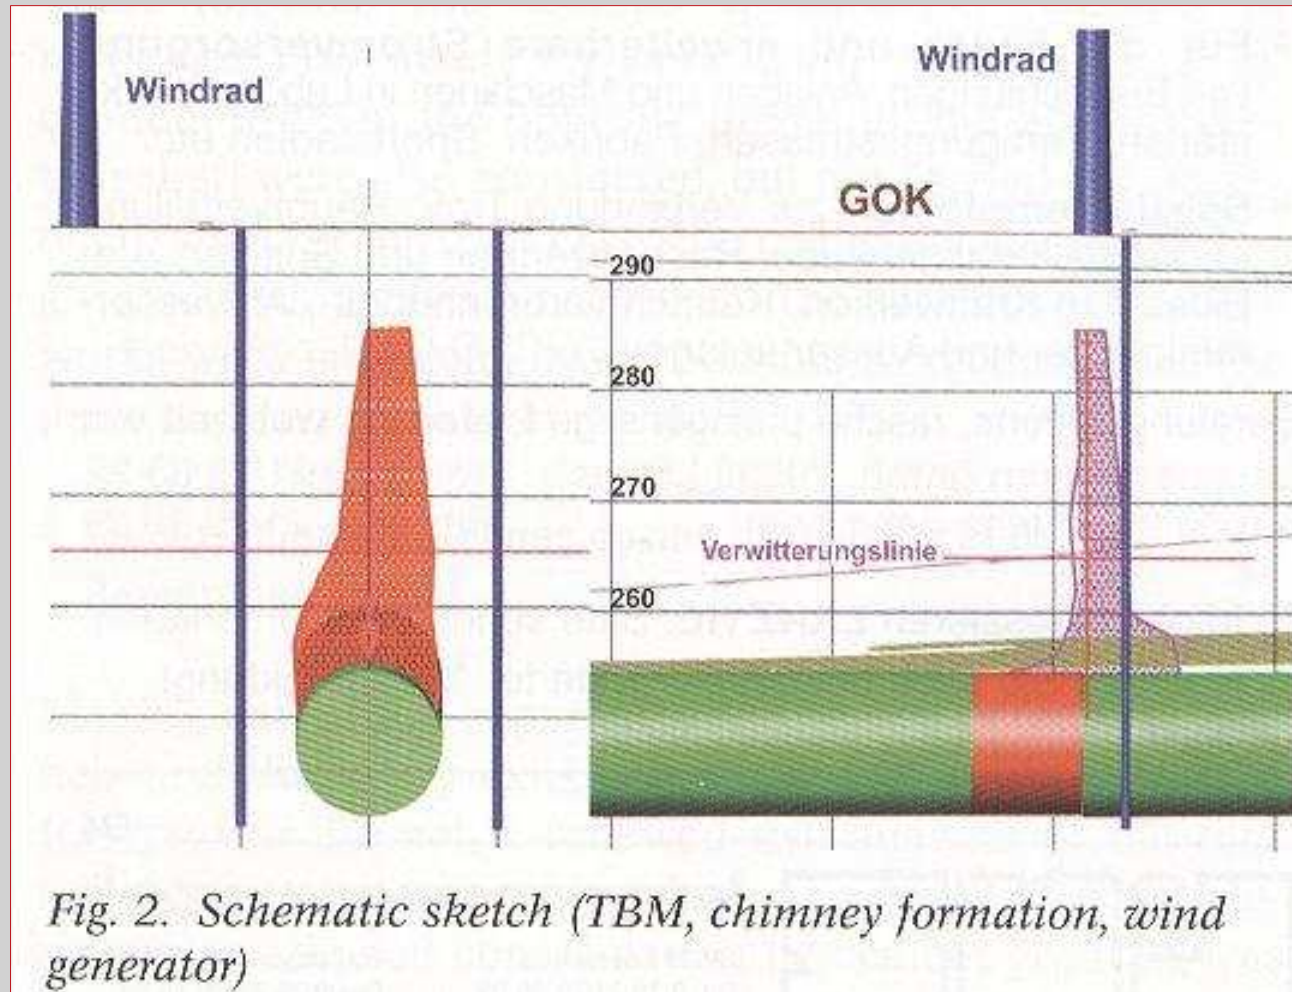 Windrad
Windrad
GOK
290
280
270
Verwitterungslinie
260
Fig. 2. Schematic sketch (TBM, chimney formation, wind
generator)